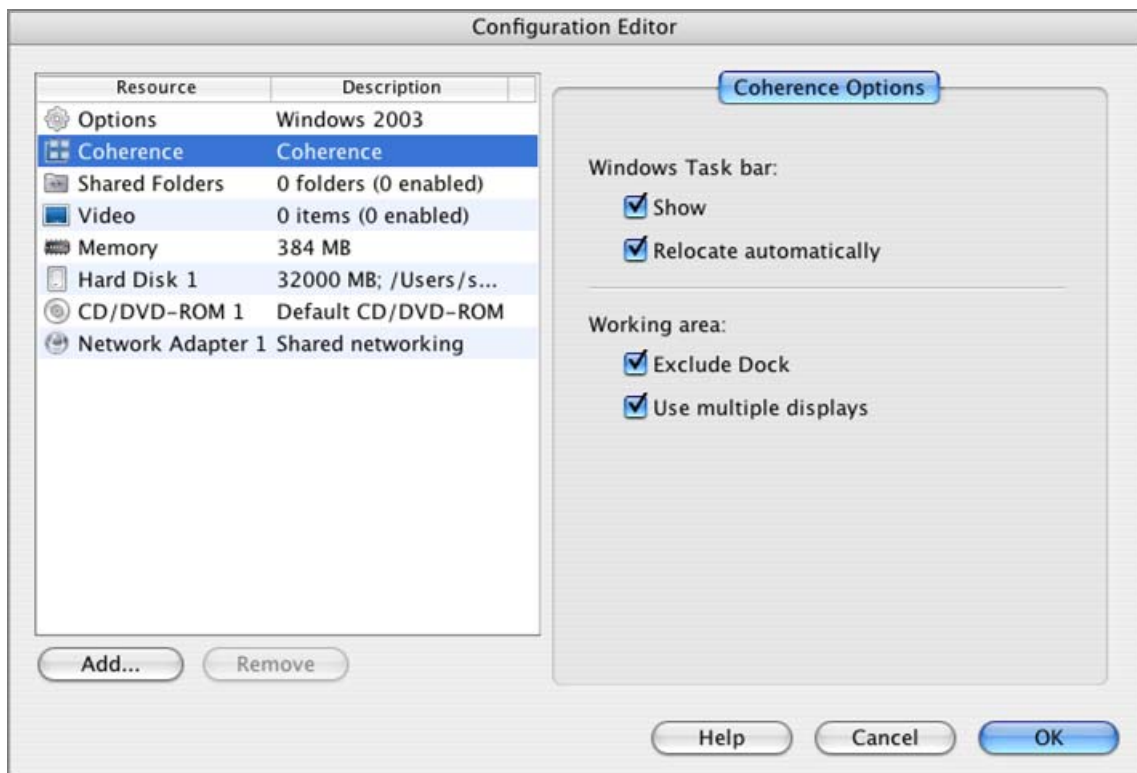 Configuration Editor
Resource Description
Options Windows 2003
Coherence Coherence
Shared Folders 0 folders (0 enabled)
Video 0 items (0 enabled)
Memory 384 MB
Hard Disk 1 32000 MB; /Users/s...
CD/DVD-ROM 1 Default CD/DVD-ROM
Network Adapter 1 Shared networking
Add... Remove
Coherence Options
Windows Task bar:
Show
Relocate automatically
Working area:
Exclude Dock
Use multiple displays
Help Cancel OK